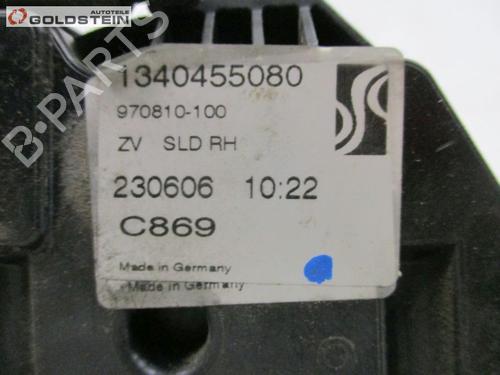 Autoteile
GOLDSTEIN
B-PARTS
1340455080
970810-100
ZV SLD RH
230606 10:22
C869
Made in Germany
Made in Germany